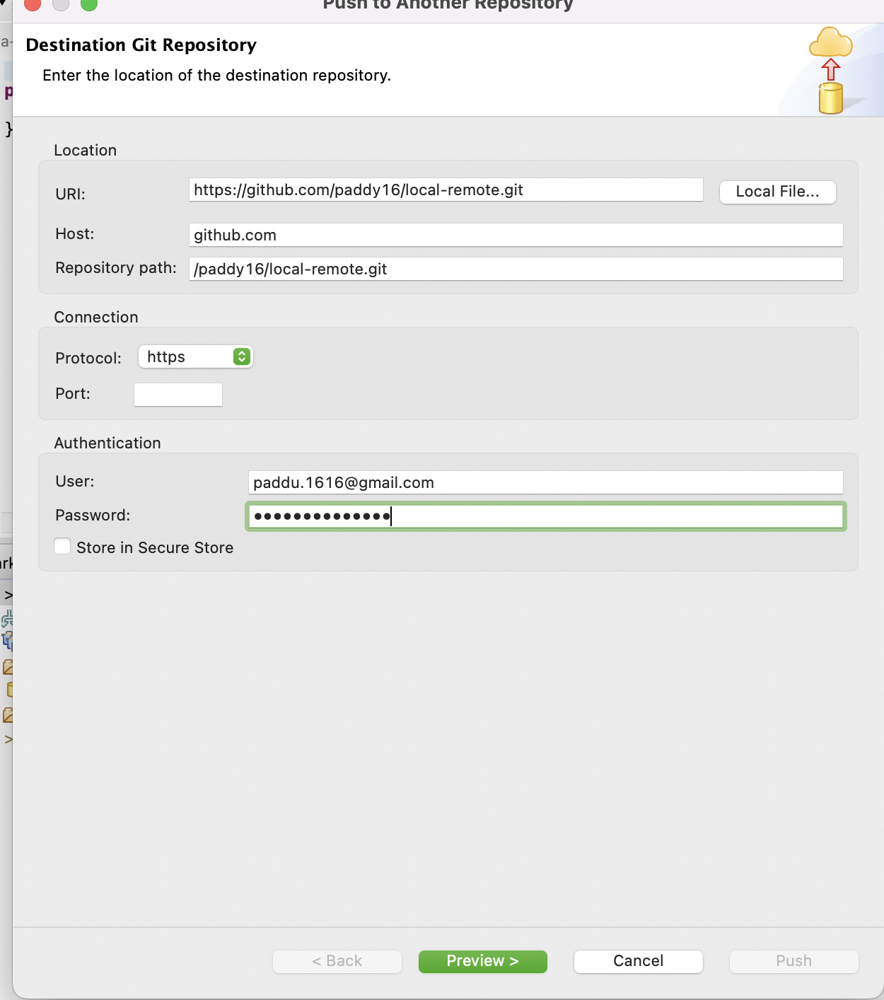 Push to Another Repository
Destination Git Repository
Enter the location of the destination repository.
Location
URI: https://github.com/paddy16/local-remote.git Local File...
Host: github.com
Repository path: /paddy16/local-remote.git
Connection
Protocol: https
Port:
Authentication
User: paddu.1616@gmail.com
Password: ••••••••••••••
Store in Secure Store
< Back Preview > Cancel Push